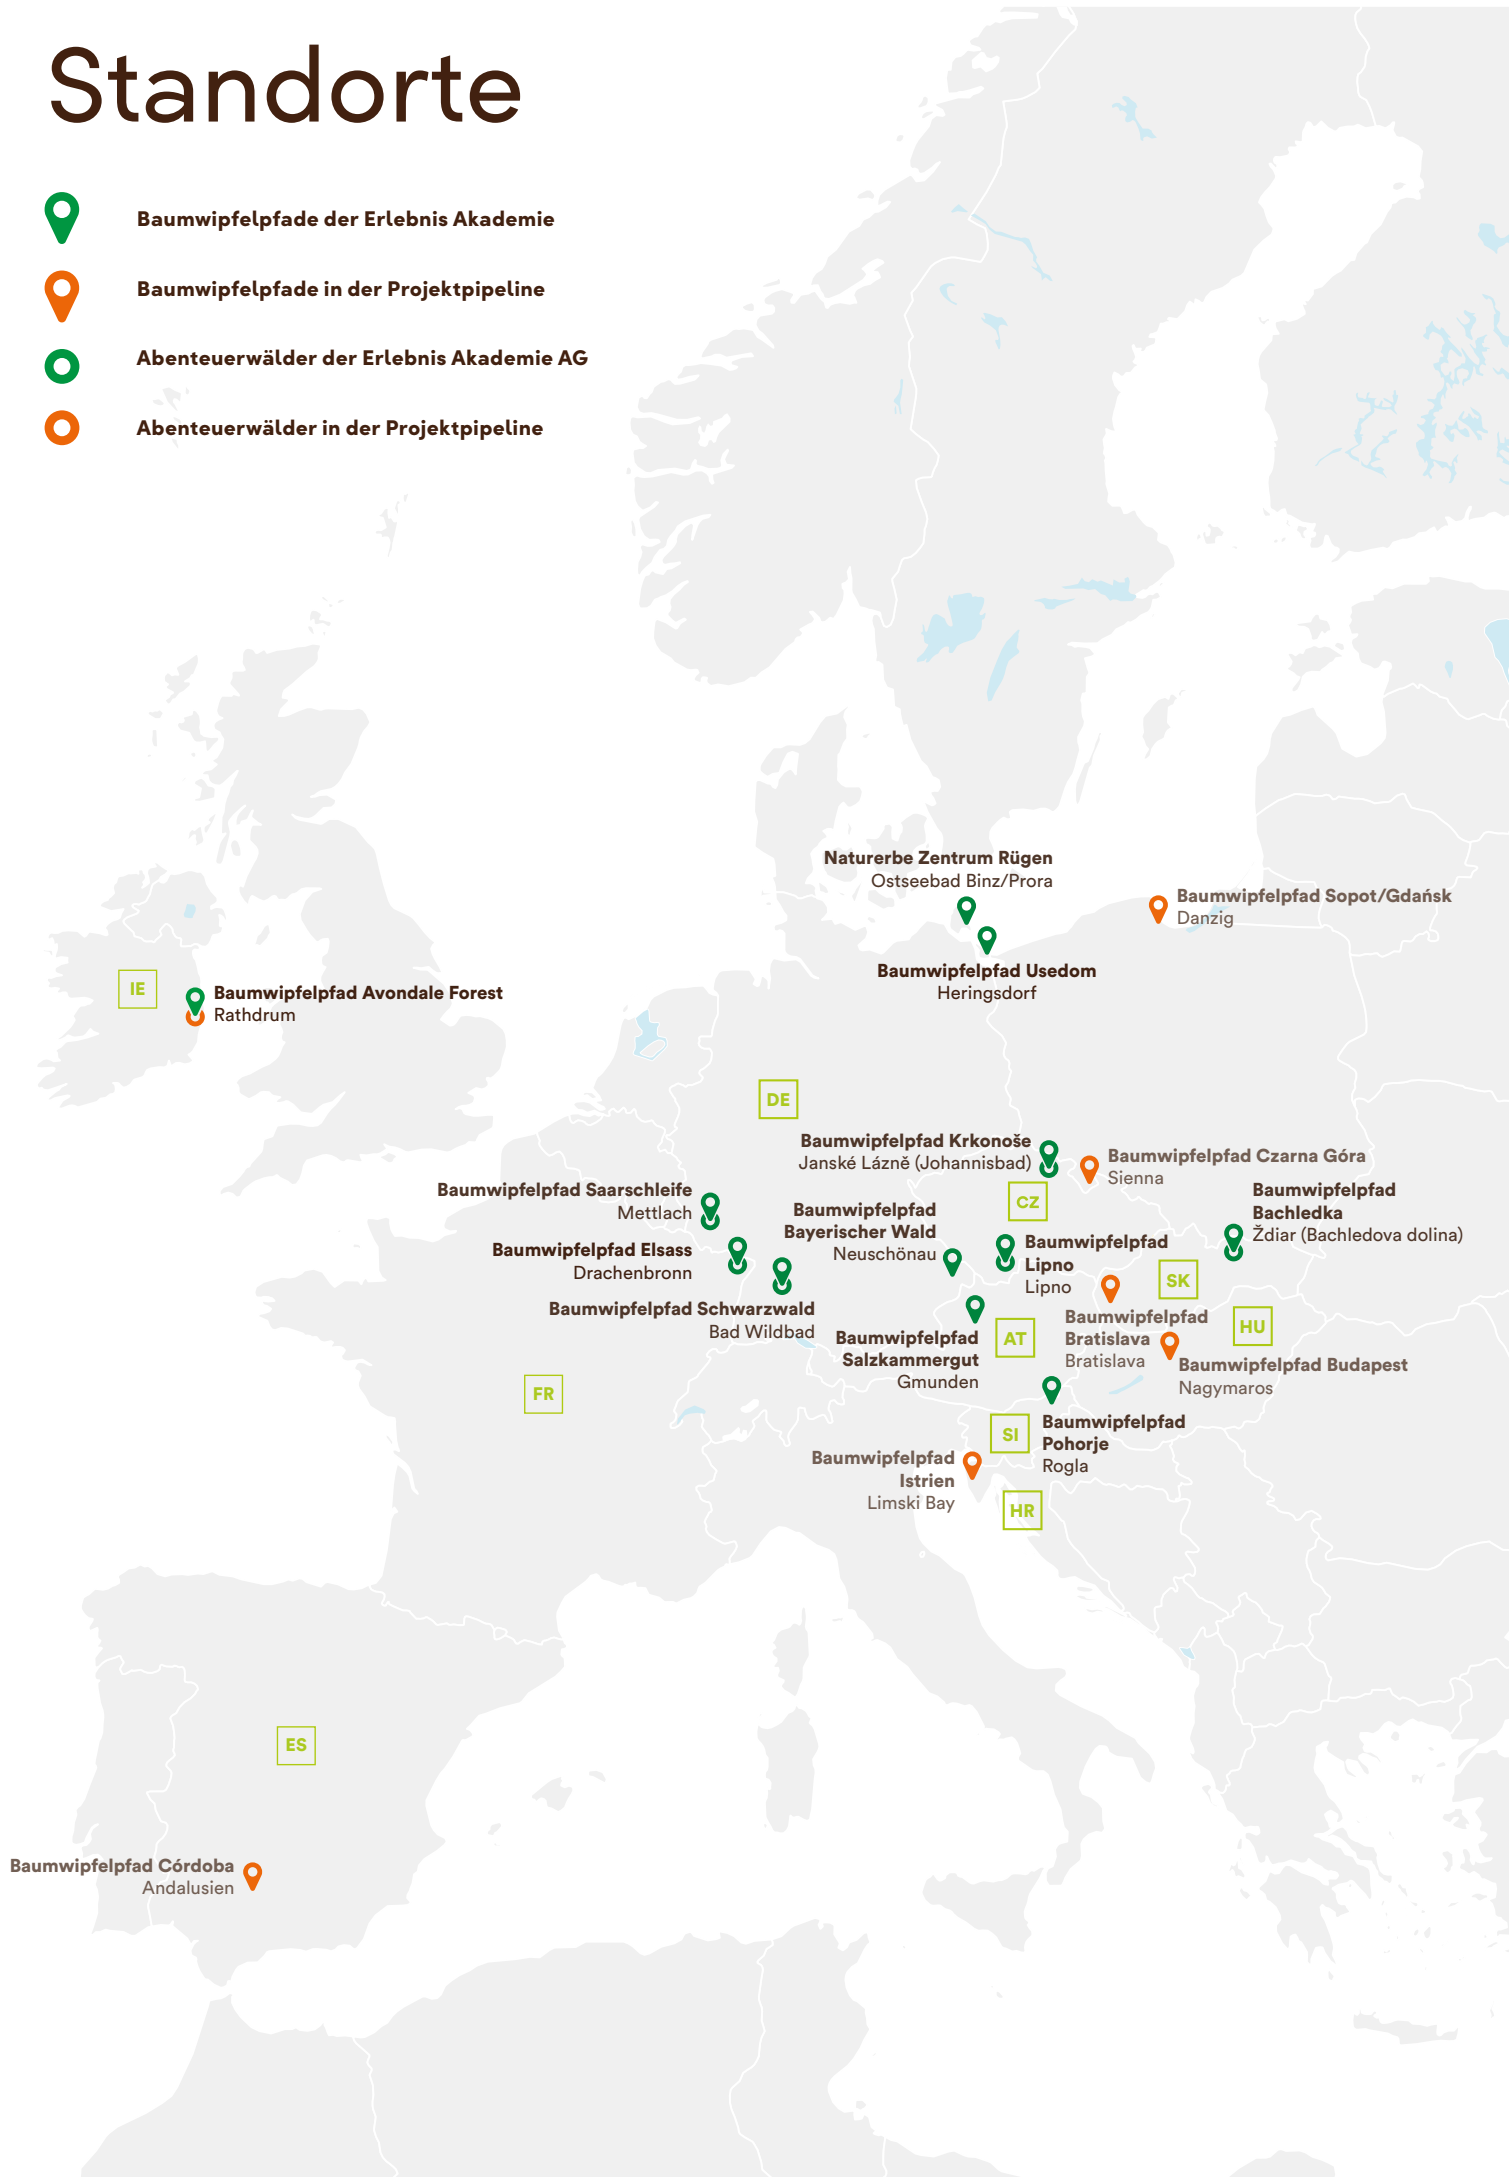 Standorte
Baumwipfelpfade der Erlebnis Akademie
Baumwipfelpfade in der Projektpipeline
Abenteuerwälder der Erlebnis Akademie AG
Abenteuerwälder in der Projektpipeline
Naturerbe Zentrum Rügen
Ostseebad Binz/Prora
Baumwipfelpfad Sopot/Gdańsk
Danzig
Baumwipfelpfad Usedom
Heringsdorf
IE
Baumwipfelpfad Avondale Forest
Rathdrum
DE
Baumwipfelpfad Krkonoše
Janské Lázně (Johannisbad)
Baumwipfelpfad Czarna Góra
Sienna
CZ
Baumwipfelpfad Saarschleife
Mettlach
Baumwipfelpfad
Bachledka
Ždiar (Bachledova dolina)
Baumwipfelpfad
Bayerischer Wald
Neuschönau
Baumwipfelpfad Elsass
Drachenbronn
Baumwipfelpfad
Lipno
Lipno
SK
Baumwipfelpfad Schwarzwald
Bad Wildbad
Baumwipfelpfad
Salzkammergut
Gmunden
AT
Baumwipfelpfad
Bratislava
Bratislava
HU
Baumwipfelpfad Budapest
Nagymaros
FR
SI
Baumwipfelpfad
Pohorje
Rogla
Baumwipfelpfad
Istrien
Limski Bay
HR
ES
Baumwipfelpfad Córdoba
Andalusien